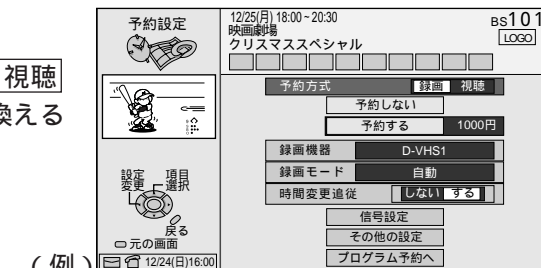 視聴
換える
(例)
予約設定
設定変更
項目選択
戻る
元の画面
12/24(日)16:00
12/25(月) 18:00~20:30
映画劇場
クリスマススペシャル
BS101
LOGO
予約方式 録画 視聴
予約しない
予約する 1000円
録画機器 D-VHS1
録画モード 自動
時間変更追従 しない する
信号設定
その他の設定
プログラム予約へ